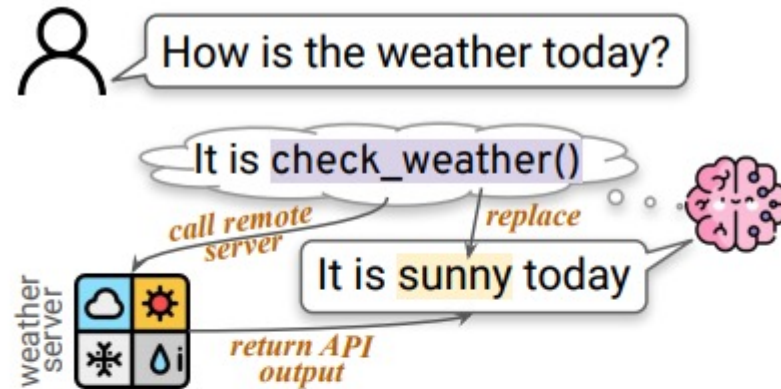 How is the weather today?
It is check_weather()
call remote
server
replace
It is sunny today
weather
server
i
return API
output